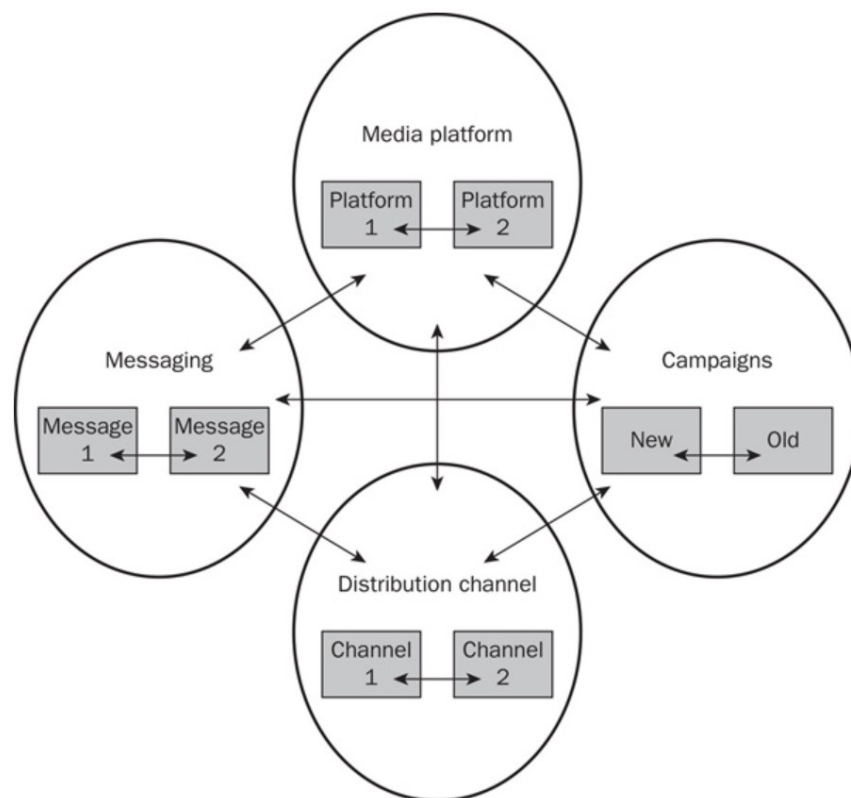 Media platform
Platform
1
Platform
2
Messaging
Message
1
Message
2
Campaigns
New
Old
Distribution channel
Channel
1
Channel
2